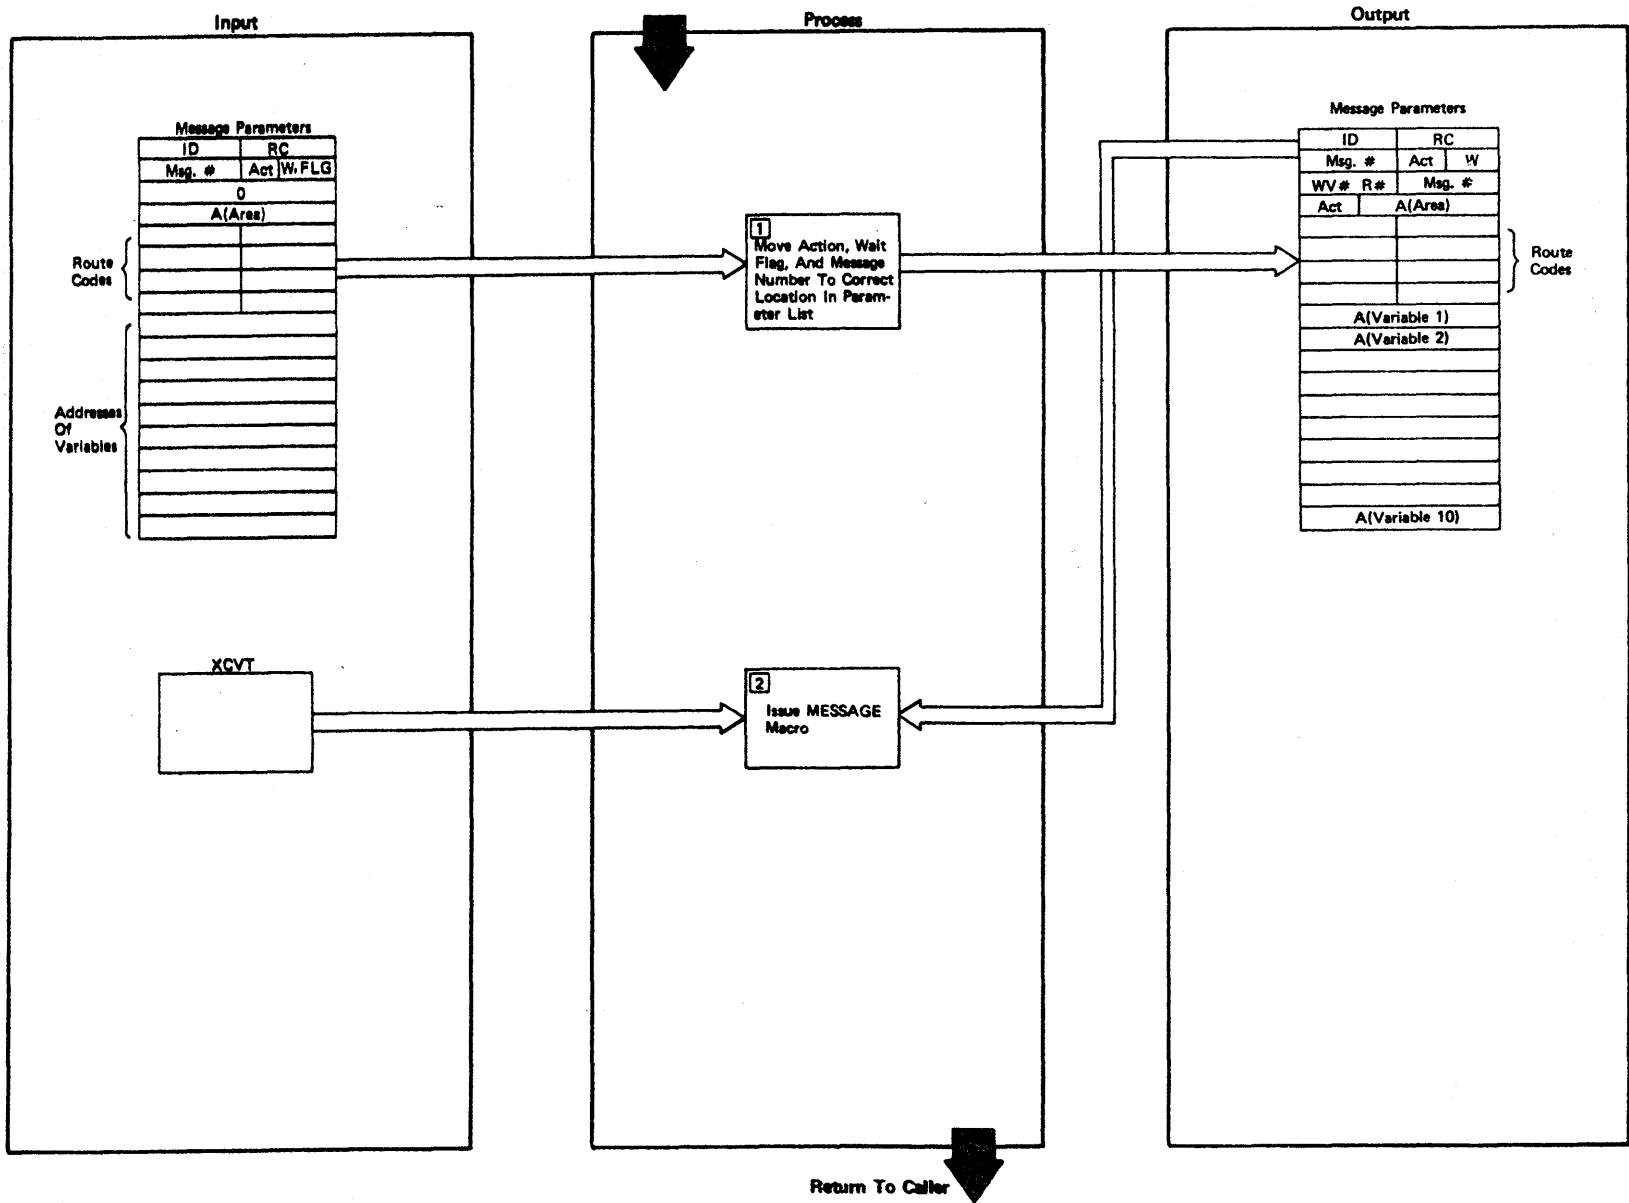 Input
Process
Output
Message Parameters
ID RC
Msg. # Act W, FLG
0
A(Area)
Route
Codes
Addresses
Of
Variables
XCVT
1
Move Action, Wait
Flag, And Message
Number To Correct
Location In Param-
eter List
2
Issue MESSAGE
Macro
Message Parameters
ID RC
Msg. # Act W
WV# R# Msg. #
Act A(Area)
Route
Codes
A(Variable 1)
A(Variable 2)
A(Variable 10)
Return To Caller